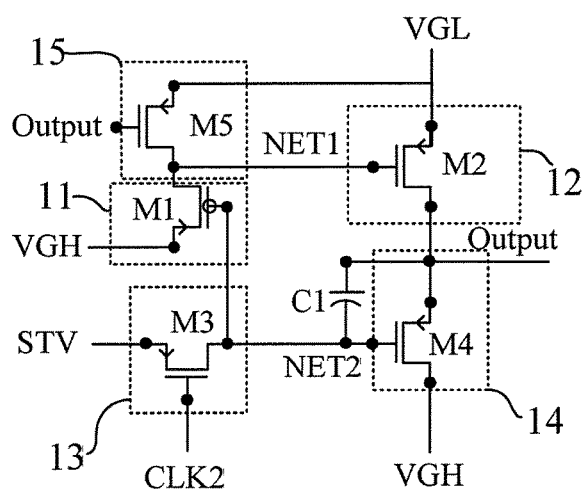 VGL
15
Output
M5
NET1
M2
12
11
M1
VGH
Output
C1
M3
STV
NET2
M4
13
14
CLK2
VGH